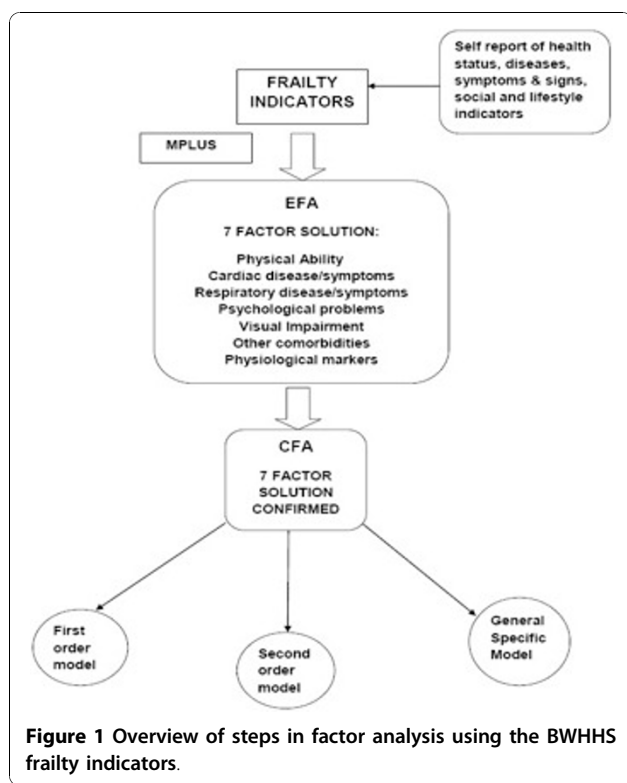 Self report of health
status, diseases,
symptoms & signs,
social and lifestyle
indicators
FRAILTY
INDICATORS
MPLUS
EFA
7 FACTOR SOLUTION:
Physical Ability
Cardiac disease/symptoms
Respiratory disease/symptoms
Psychological problems
Visual Impairment
Other comorbidities
Physiological markers
CFA
7 FACTOR
SOLUTION
CONFIRMED
First
order
model
Second
order
model
General
Specific
Model
Figure 1 Overview of steps in factor analysis using the BWHHS
frailty indicators.